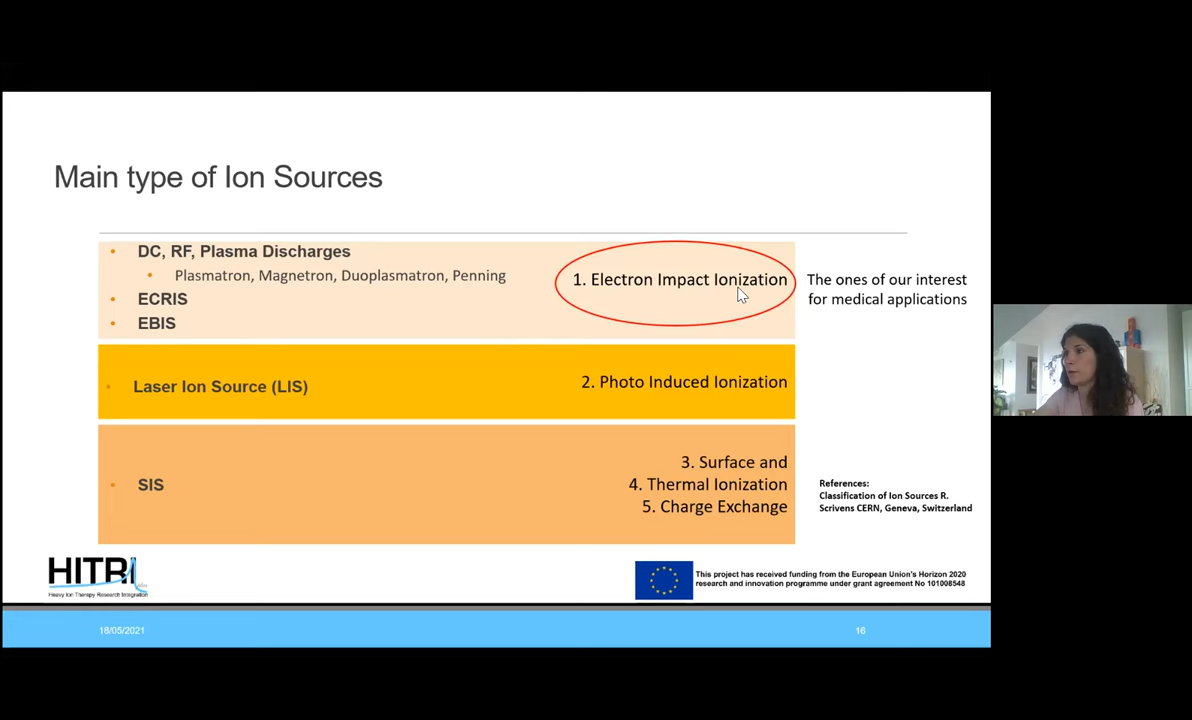 Main type of Ion Sources
• DC, RF, Plasma Discharges
• Plasmatron, Magnetron, Duoplasmatron, Penning
• ECRIS
• EBIS
1. Electron Impact Ionization
The ones of our interest
for medical applications
• Laser Ion Source (LIS)
2. Photo Induced Ionization
• SIS
3. Surface and
4. Thermal Ionization
5. Charge Exchange
References:
Classification of Ion Sources R.
Scrivens CERN, Geneva, Switzerland
HITRI
Heavy Ion Therapy Research Integration
This project has received funding from the European Union's Horizon 2020
research and innovation programme under grant agreement No 101008548
18/05/2021
16